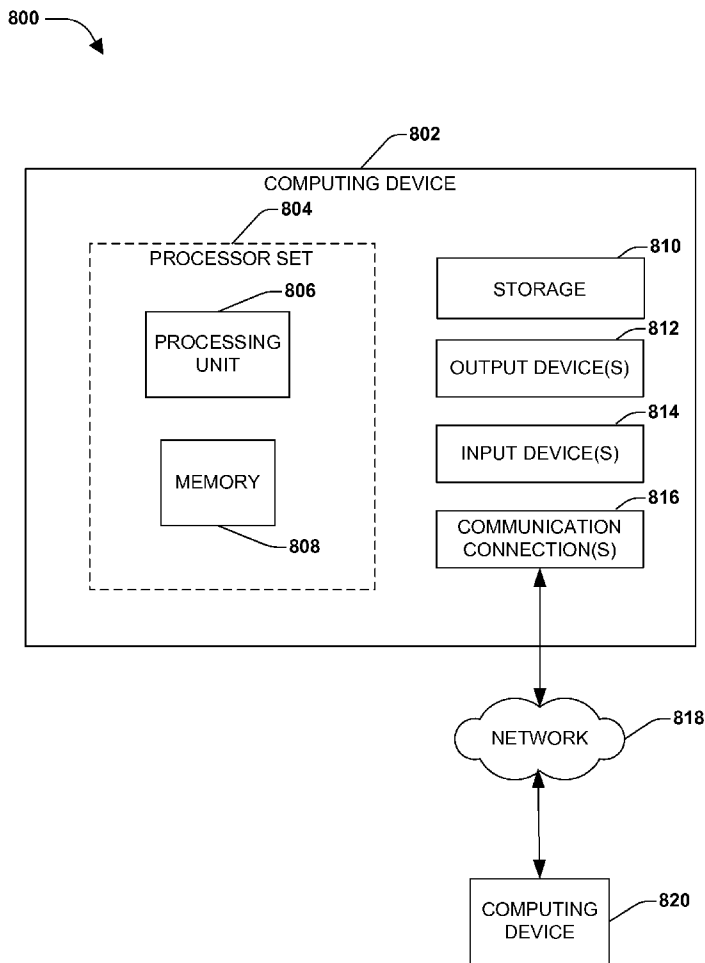 800
802
COMPUTING DEVICE
804
PROCESSOR SET
806
PROCESSING
UNIT
MEMORY
808
810
STORAGE
812
OUTPUT DEVICE(S)
814
INPUT DEVICE(S)
816
COMMUNICATION
CONNECTION(S)
NETWORK
818
COMPUTING
DEVICE
820